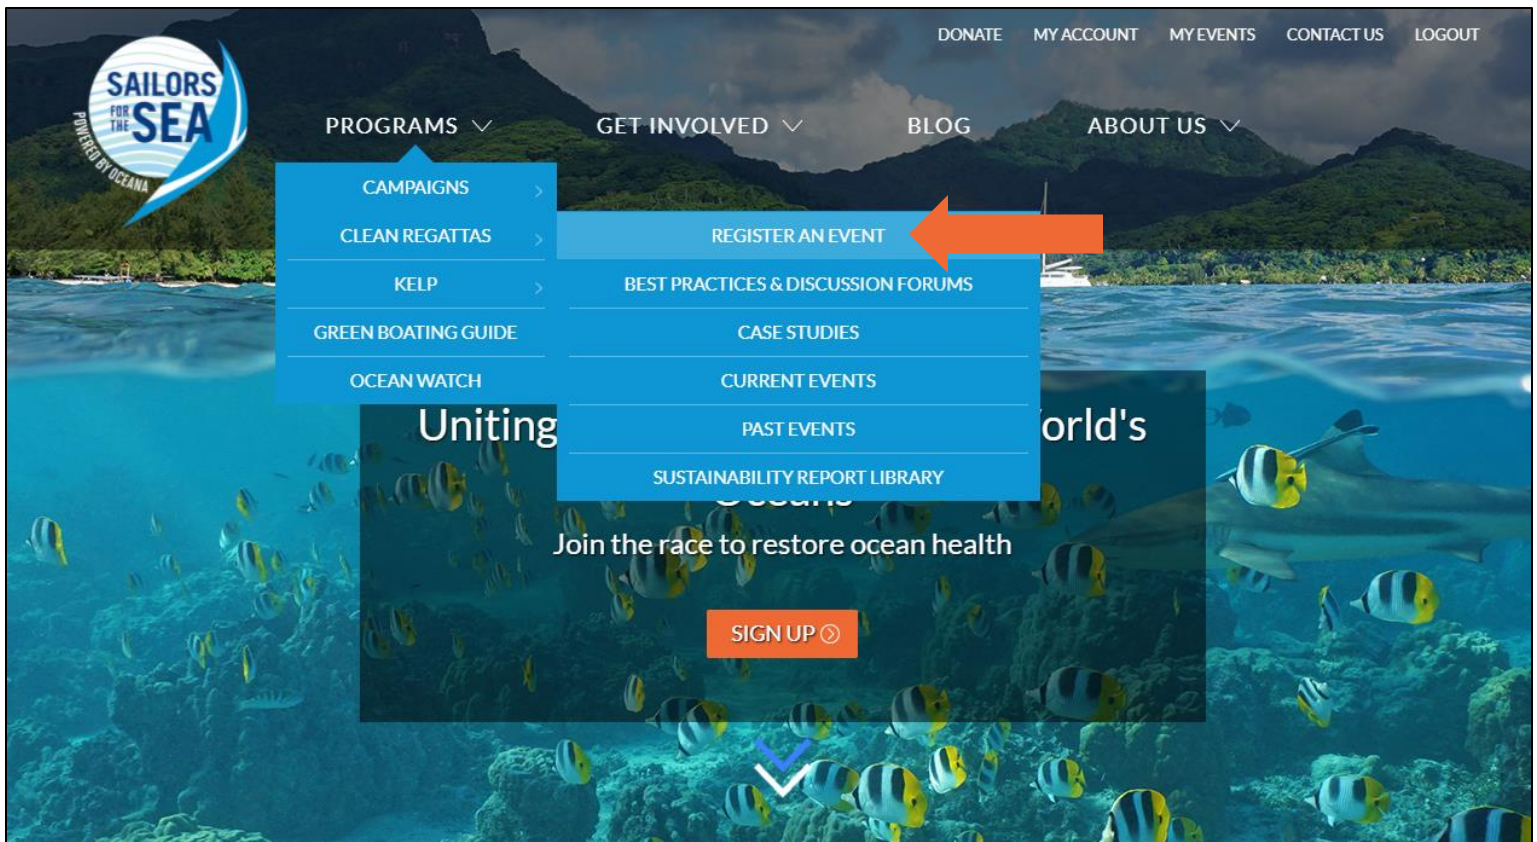 DONATE MY ACCOUNT MY EVENTS CONTACT US LOGOUT
SAILORS
FOR THE SEA
POWERED BY OCEANA
PROGRAMS GET INVOLVED BLOG ABOUT US
CAMPAIGNS
CLEAN REGATTAS
KELP
GREEN BOATING GUIDE
OCEAN WATCH
REGISTER AN EVENT
BEST PRACTICES & DISCUSSION FORUMS
CASE STUDIES
CURRENT EVENTS
PAST EVENTS
SUSTAINABILITY REPORT LIBRARY
Uniting orld's
Oceans
Join the race to restore ocean health
SIGN UP